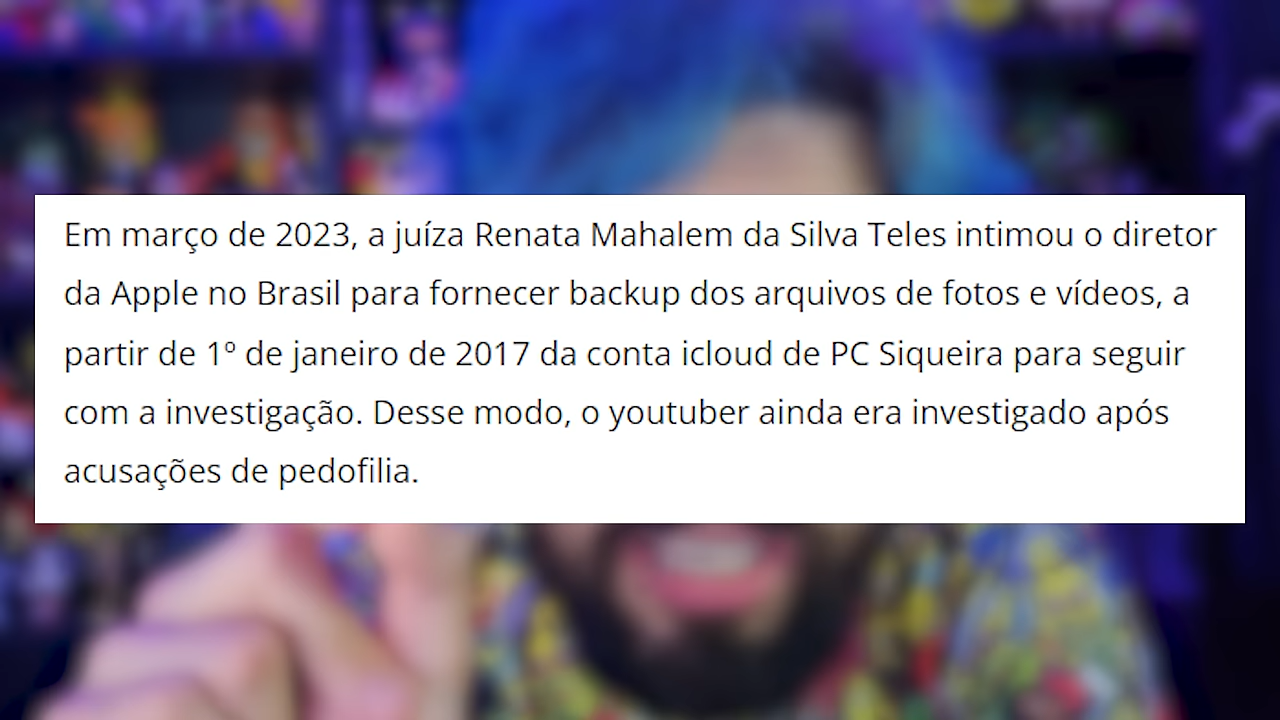 Em março de 2023, a juíza Renata Mahalem da Silva Teles intimou o diretor
da Apple no Brasil para fornecer backup dos arquivos de fotos e vídeos, a
partir de 1º de janeiro de 2017 da conta icloud de PC Siqueira para seguir
com a investigação. Desse modo, o youtuber ainda era investigado após
acusações de pedofilia.